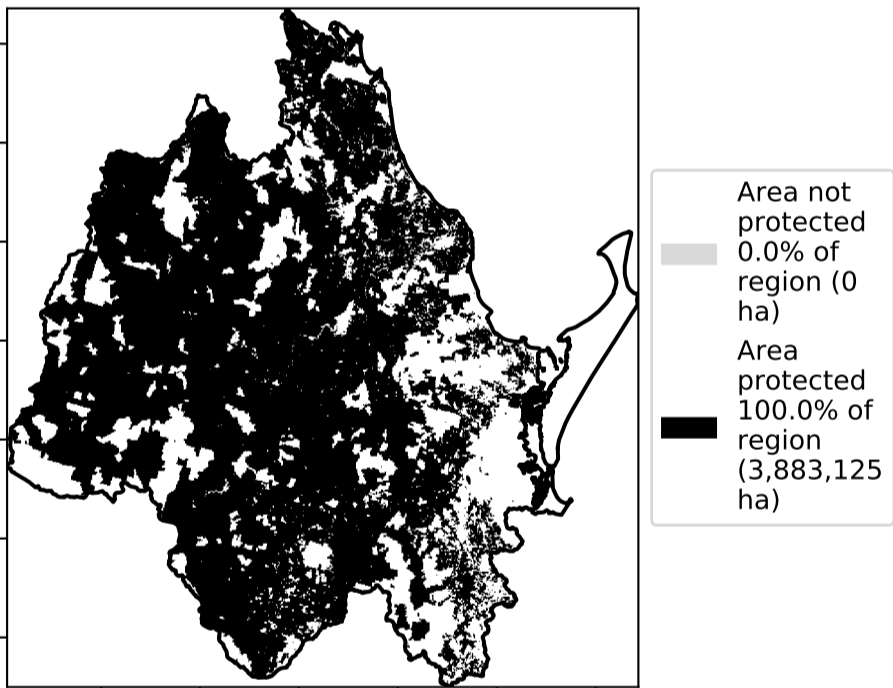 Area not
protected
0.0% of
region (0
ha)
Area
protected
100.0% of
region
(3,883,125
ha)